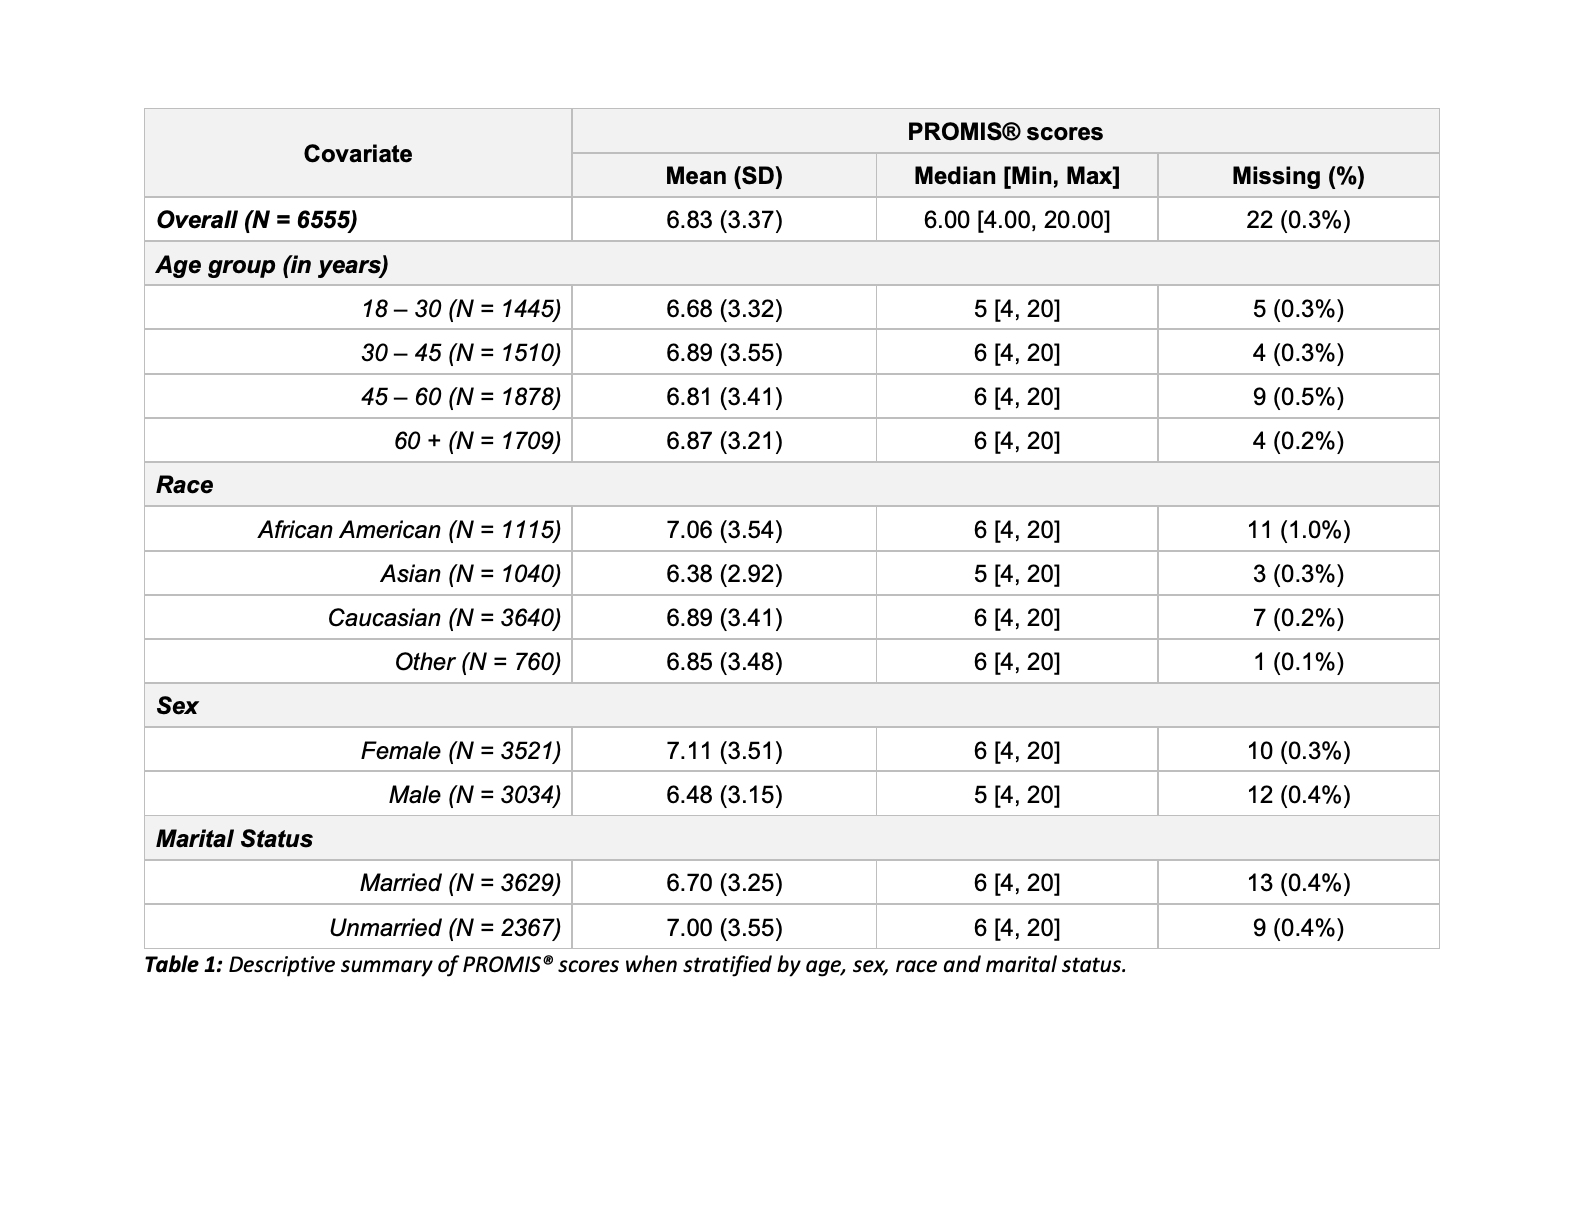 Covariate
PROMIS® scores
Mean (SD) Median [Min, Max] Missing (%)
Overall (N = 6555) 6.83 (3.37) 6.00 [4.00, 20.00] 22 (0.3%)
Age group (in years)
18 – 30 (N = 1445) 6.68 (3.32) 5 [4, 20] 5 (0.3%)
30 – 45 (N = 1510) 6.89 (3.55) 6 [4, 20] 4 (0.3%)
45 – 60 (N = 1878) 6.81 (3.41) 6 [4, 20] 9 (0.5%)
60 + (N = 1709) 6.87 (3.21) 6 [4, 20] 4 (0.2%)
Race
African American (N = 1115) 7.06 (3.54) 6 [4, 20] 11 (1.0%)
Asian (N = 1040) 6.38 (2.92) 5 [4, 20] 3 (0.3%)
Caucasian (N = 3640) 6.89 (3.41) 6 [4, 20] 7 (0.2%)
Other (N = 760) 6.85 (3.48) 6 [4, 20] 1 (0.1%)
Sex
Female (N = 3521) 7.11 (3.51) 6 [4, 20] 10 (0.3%)
Male (N = 3034) 6.48 (3.15) 5 [4, 20] 12 (0.4%)
Marital Status
Married (N = 3629) 6.70 (3.25) 6 [4, 20] 13 (0.4%)
Unmarried (N = 2367) 7.00 (3.55) 6 [4, 20] 9 (0.4%)
Table 1: Descriptive summary of PROMIS® scores when stratified by age, sex, race and marital status.